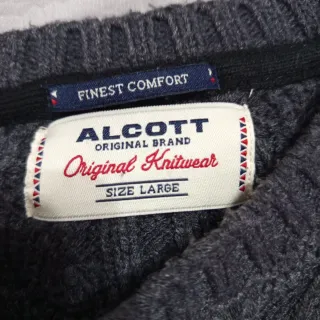 FINEST COMFORT
ALCOTT
ORIGINAL BRAND
Original Knitwear
SIZE LARGE